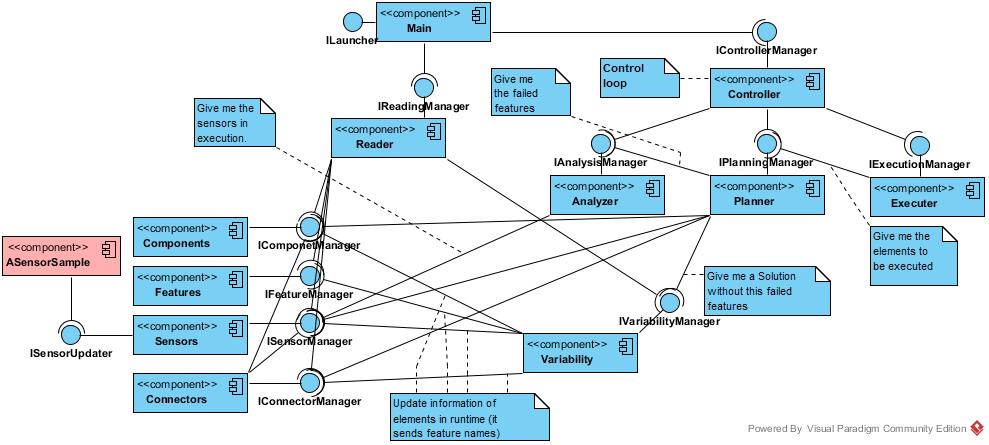 <<component>>
Main
ILauncher
IControllerManager
Give me
the failed
features
Control
loop
<<component>>
Controller
Give me the
sensors in
execution.
IReadingManager
<<component>>
Reader
IAnalysisManager
IPlanningManager
IExecutionManager
<<component>>
Analyzer
<<component>>
Planner
<<component>>
Executer
<<component>>
Components
IComponetManager
<<component>>
ASensorSample
Give me the
elements to
be executed
<<component>>
Features
IFeatureManager
Give me a Solution
without this failed
features
<<component>>
Sensors
ISensorManager
IVariabilityManager
ISensorUpdater
<<component>>
Variability
<<component>>
Connectors
IConnectorManager
Update information of
elements in runtime (it
sends feature names)
Powered By Visual Paradigm Community Edition